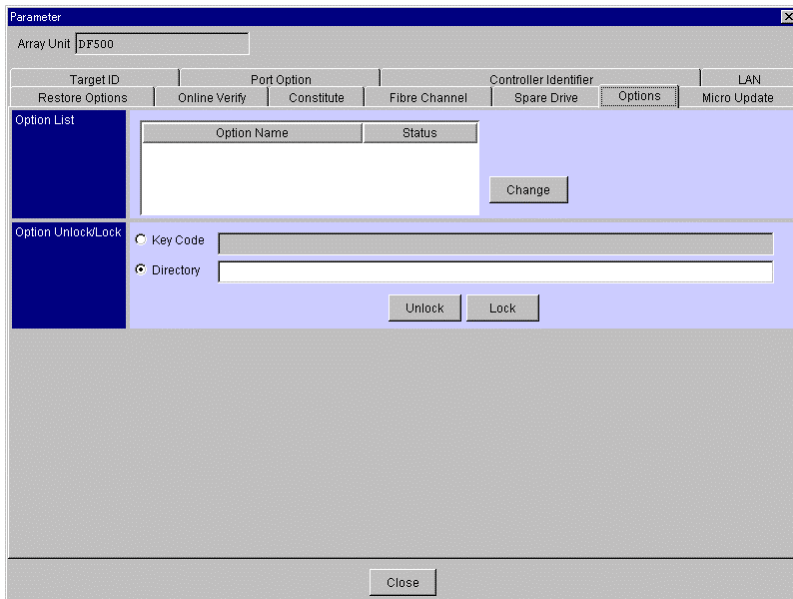 Parameter
Array Unit DF500
Target ID Port Option Controller Identifier LAN
Restore Options Online Verify Constitute Fibre Channel Spare Drive Options Micro Update
Option List
Option Name Status
Change
Option Unlock/Lock
Key Code
Directory
Unlock Lock
Close